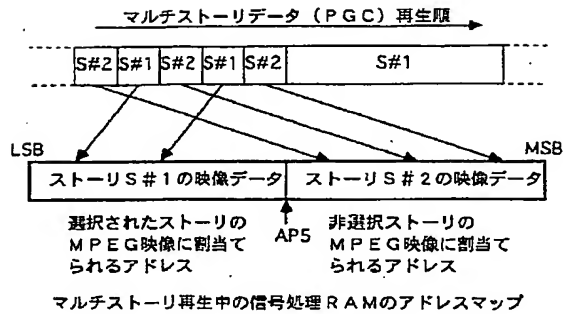 マルチストーリデータ（PGC）再生順
S#2 S#1 S#2 S#1 S#2 S#1
LSB MSB
ストーリS#1の映像データ ストーリS#2の映像データ
選択されたストーリの
MPEG映像に割当て
られるアドレス
AP5
非選択ストーリの
MPEG映像に割当て
られるアドレス
マルチストーリ再生中の信号処理RAMのアドレスマップ